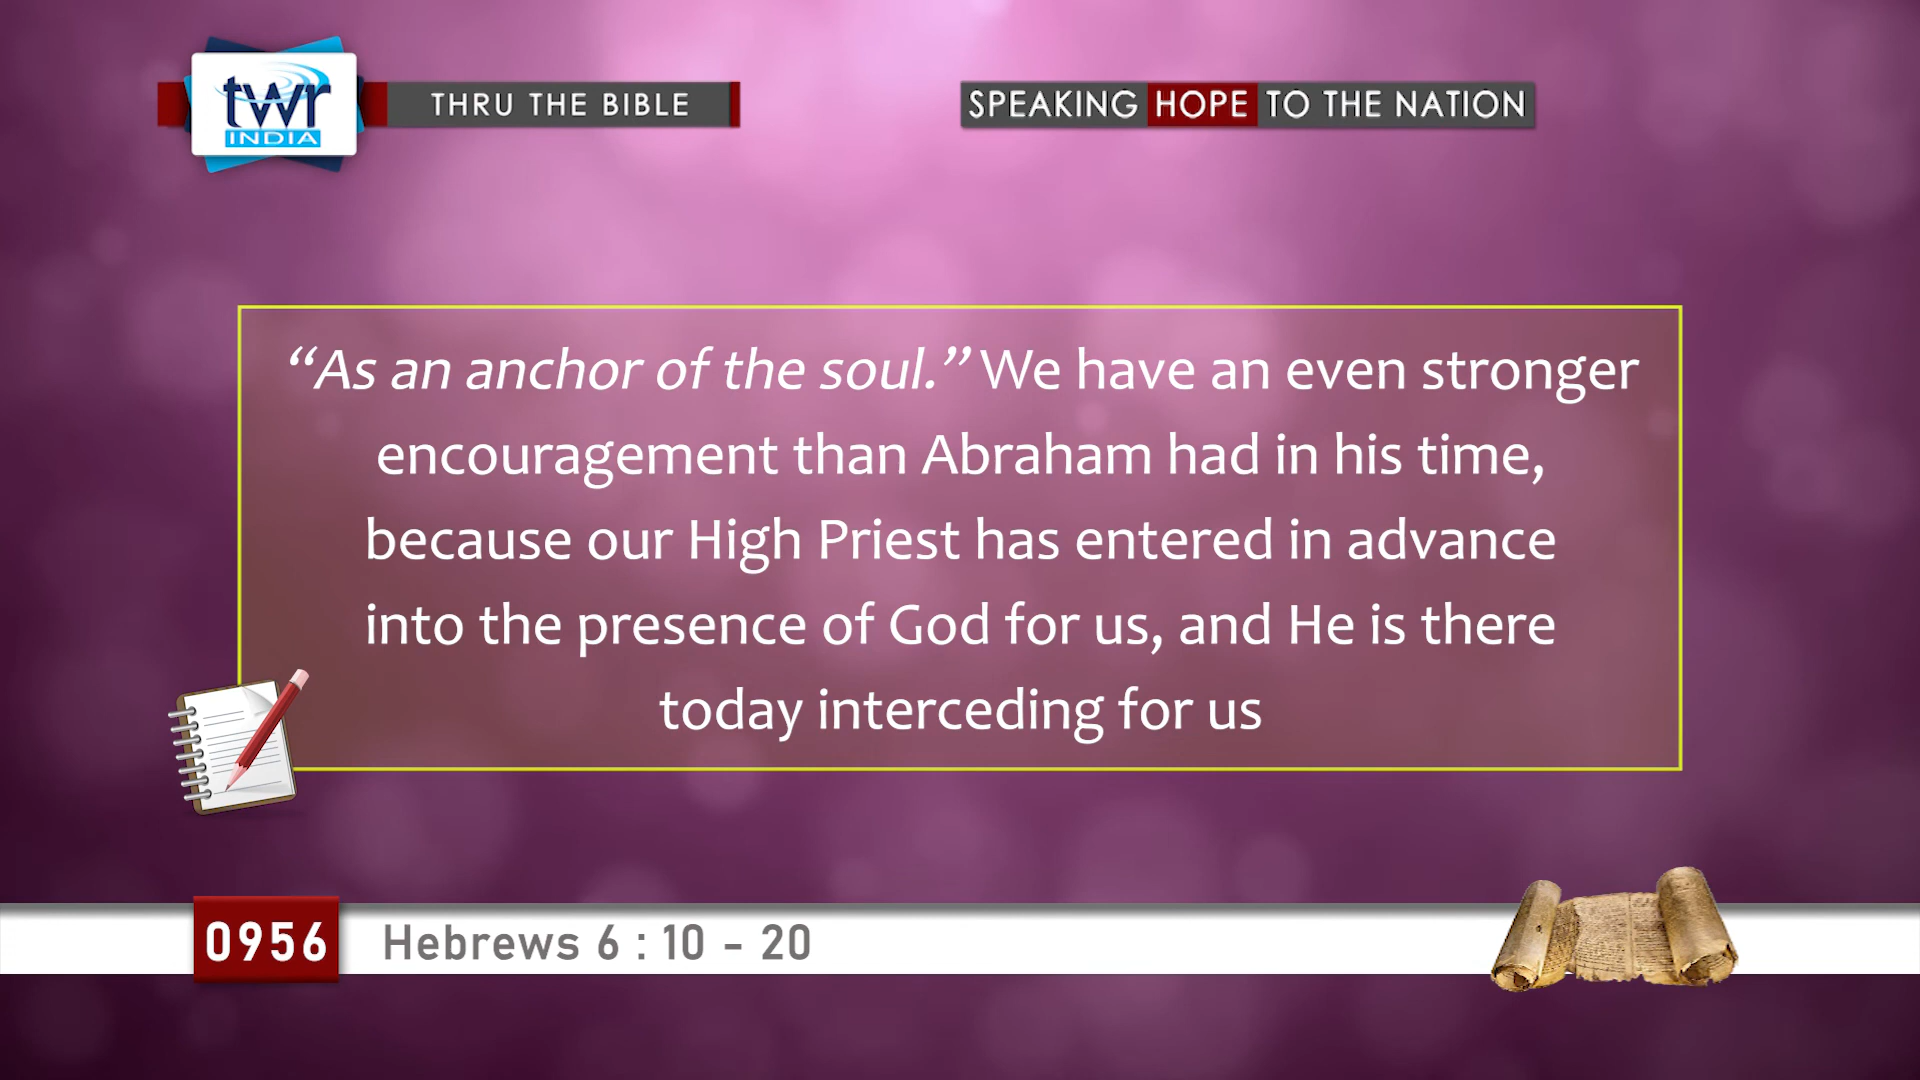 twr
INDIA
THRU THE BIBLE
SPEAKING HOPE TO THE NATION
“As an anchor of the soul.” We have an even stronger
encouragement than Abraham had in his time,
because our High Priest has entered in advance
into the presence of God for us, and He is there
today interceding for us
0956
Hebrews 6 : 10 - 20